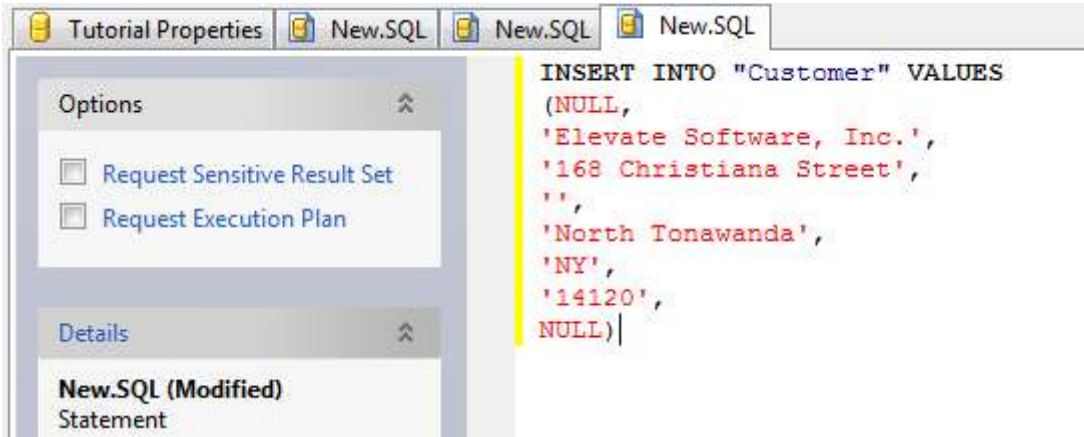 Tutorial Properties New.SQL New.SQL New.SQL
Options
Request Sensitive Result Set
Request Execution Plan
Details
New.SQL (Modified)
Statement
INSERT INTO "Customer" VALUES
(NULL,
'Elevate Software, Inc.',
'168 Christiana Street',
'',
'North Tonawanda',
'NY',
'14120',
NULL)